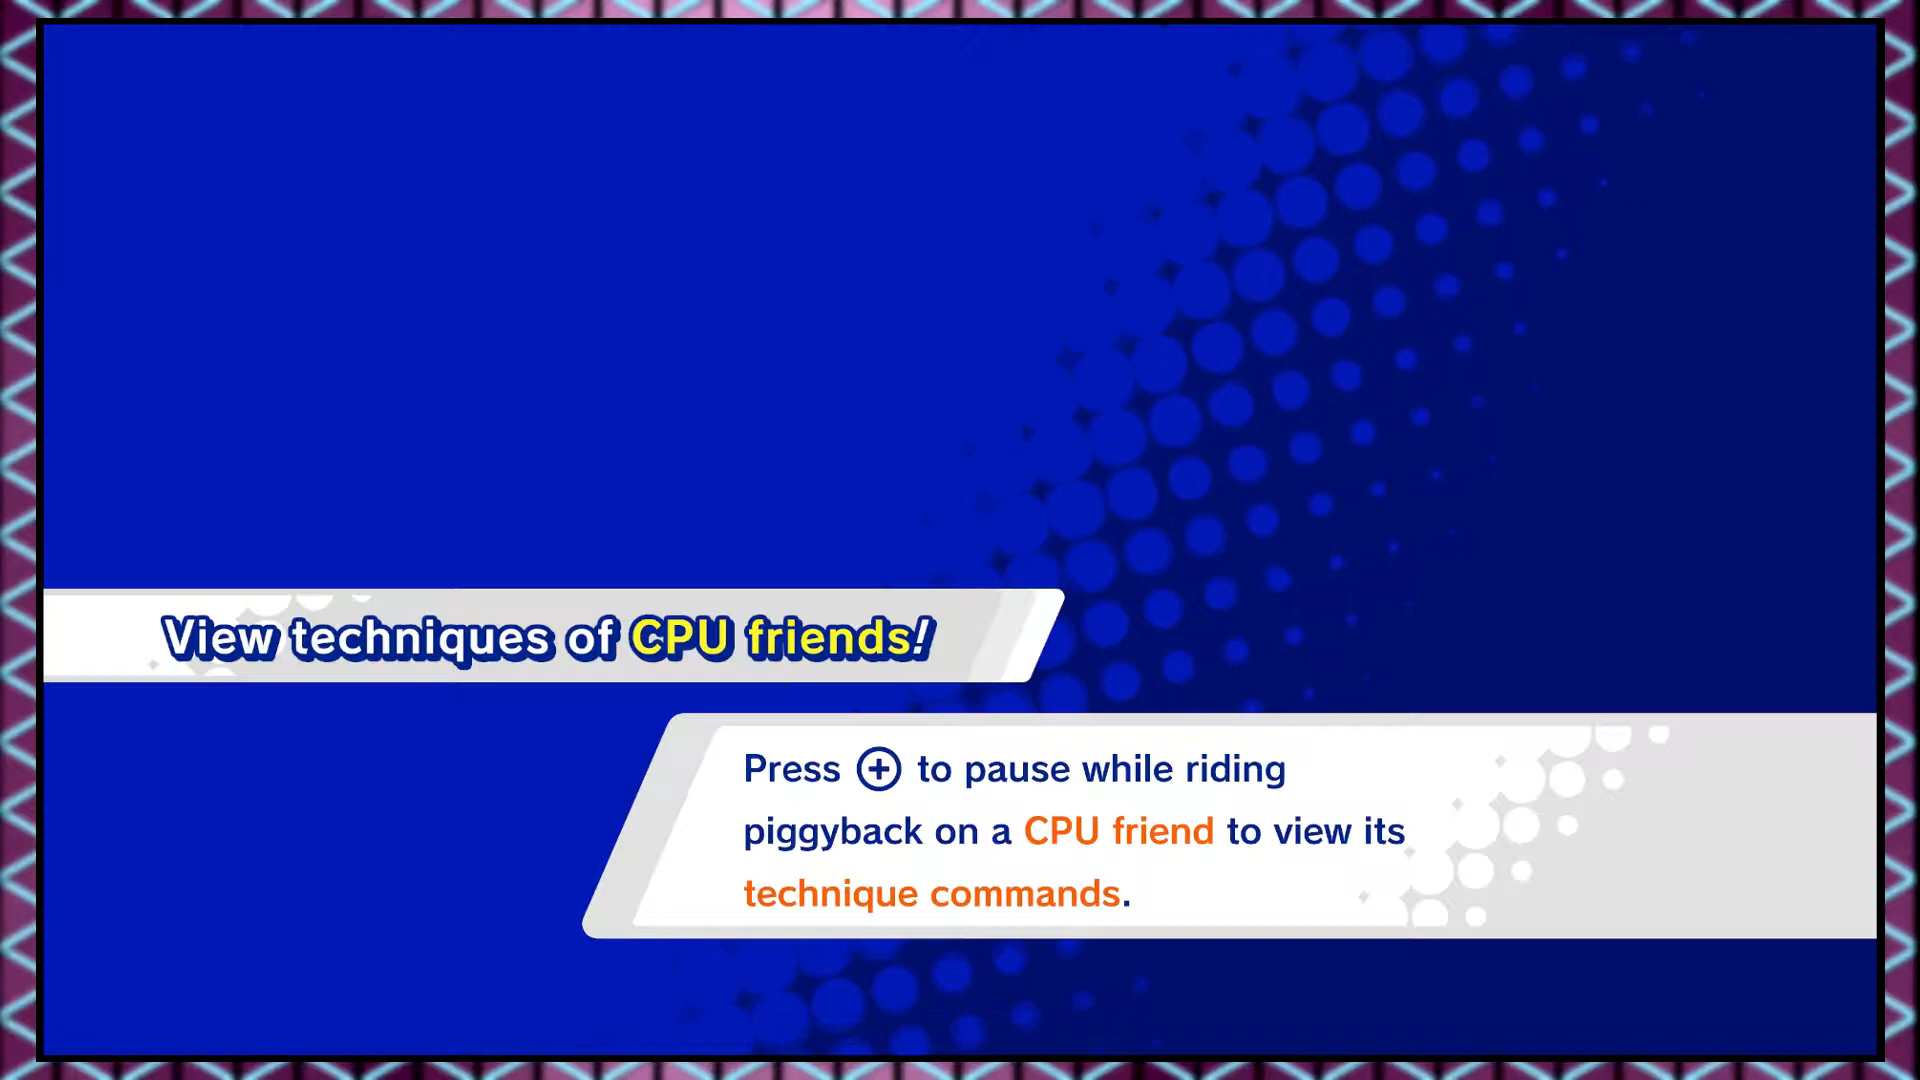 View techniques of CPU friends!
Press ⊕ to pause while riding
piggyback on a CPU friend to view its
technique commands.